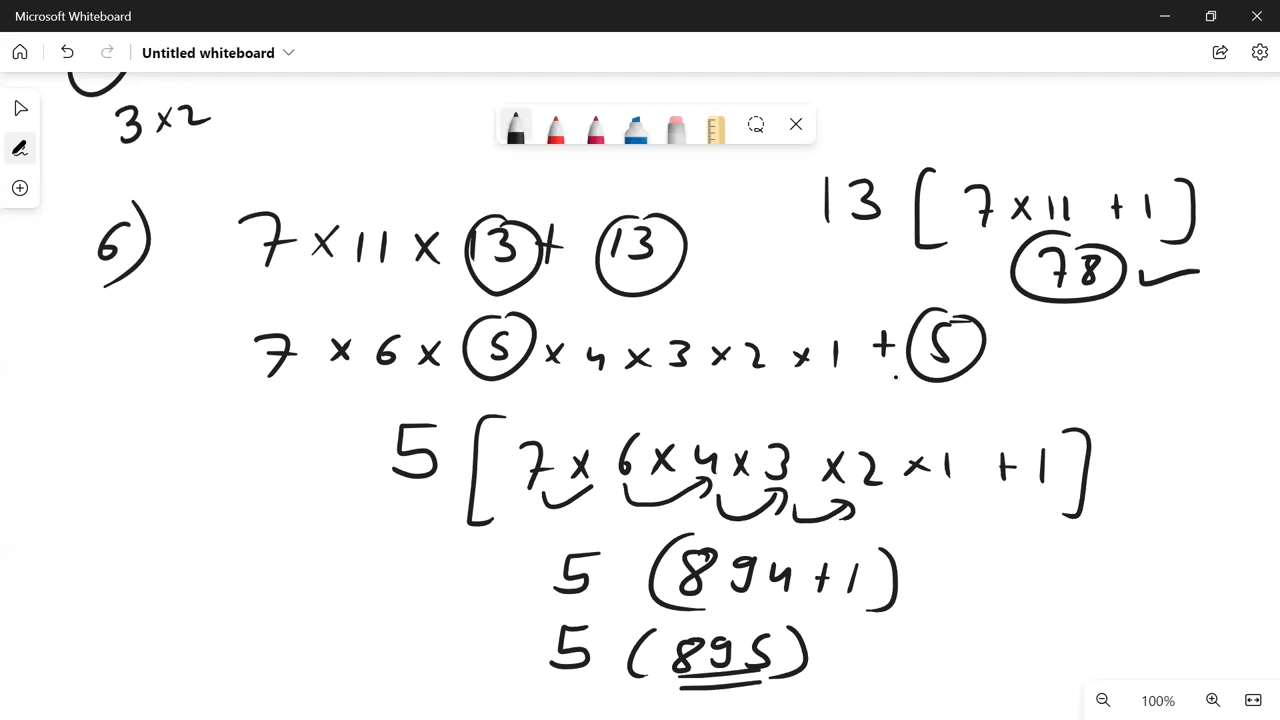 Microsoft Whiteboard
Untitled whiteboard
3 × 2
6) 7 × 11 × 13 + 13
13 [ 7 × 11 + 1 ]
78
7 × 6 × 5 × 4 × 3 × 2 × 1 + 5
5 [ 7 × 6 × 4 × 3 × 2 × 1 + 1 ]
5 ( 894 + 1 )
5 ( 895 )
100%